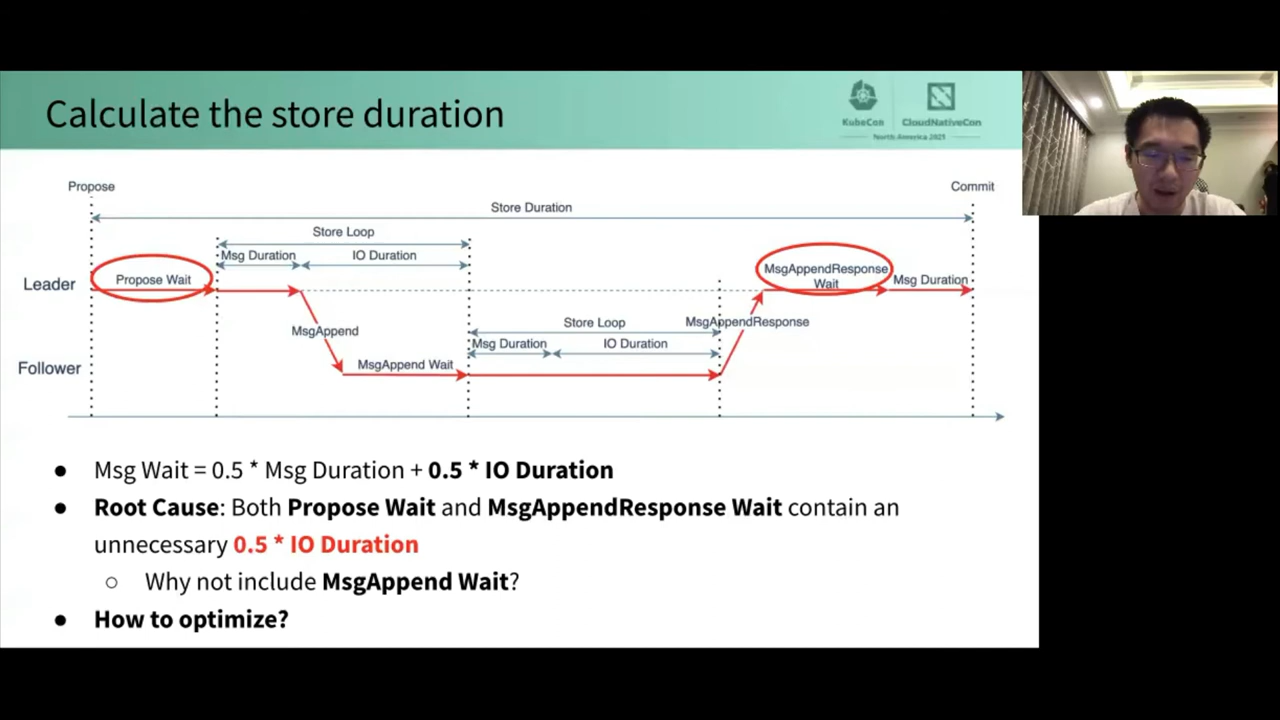 Calculate the store duration
KubeCon
CloudNativeCon
North America 2021
Propose
Commit
Store Duration
Store Loop
Msg Duration
IO Duration
Leader
Propose Wait
MsgAppendResponse
Wait
Msg Duration
MsgAppend
Store Loop
MsgAppendResponse
Msg Duration
IO Duration
Follower
MsgAppend Wait
● Msg Wait = 0.5 * Msg Duration + 0.5 * IO Duration
● Root Cause: Both Propose Wait and MsgAppendResponse Wait contain an
unnecessary 0.5 * IO Duration
○ Why not include MsgAppend Wait?
● How to optimize?